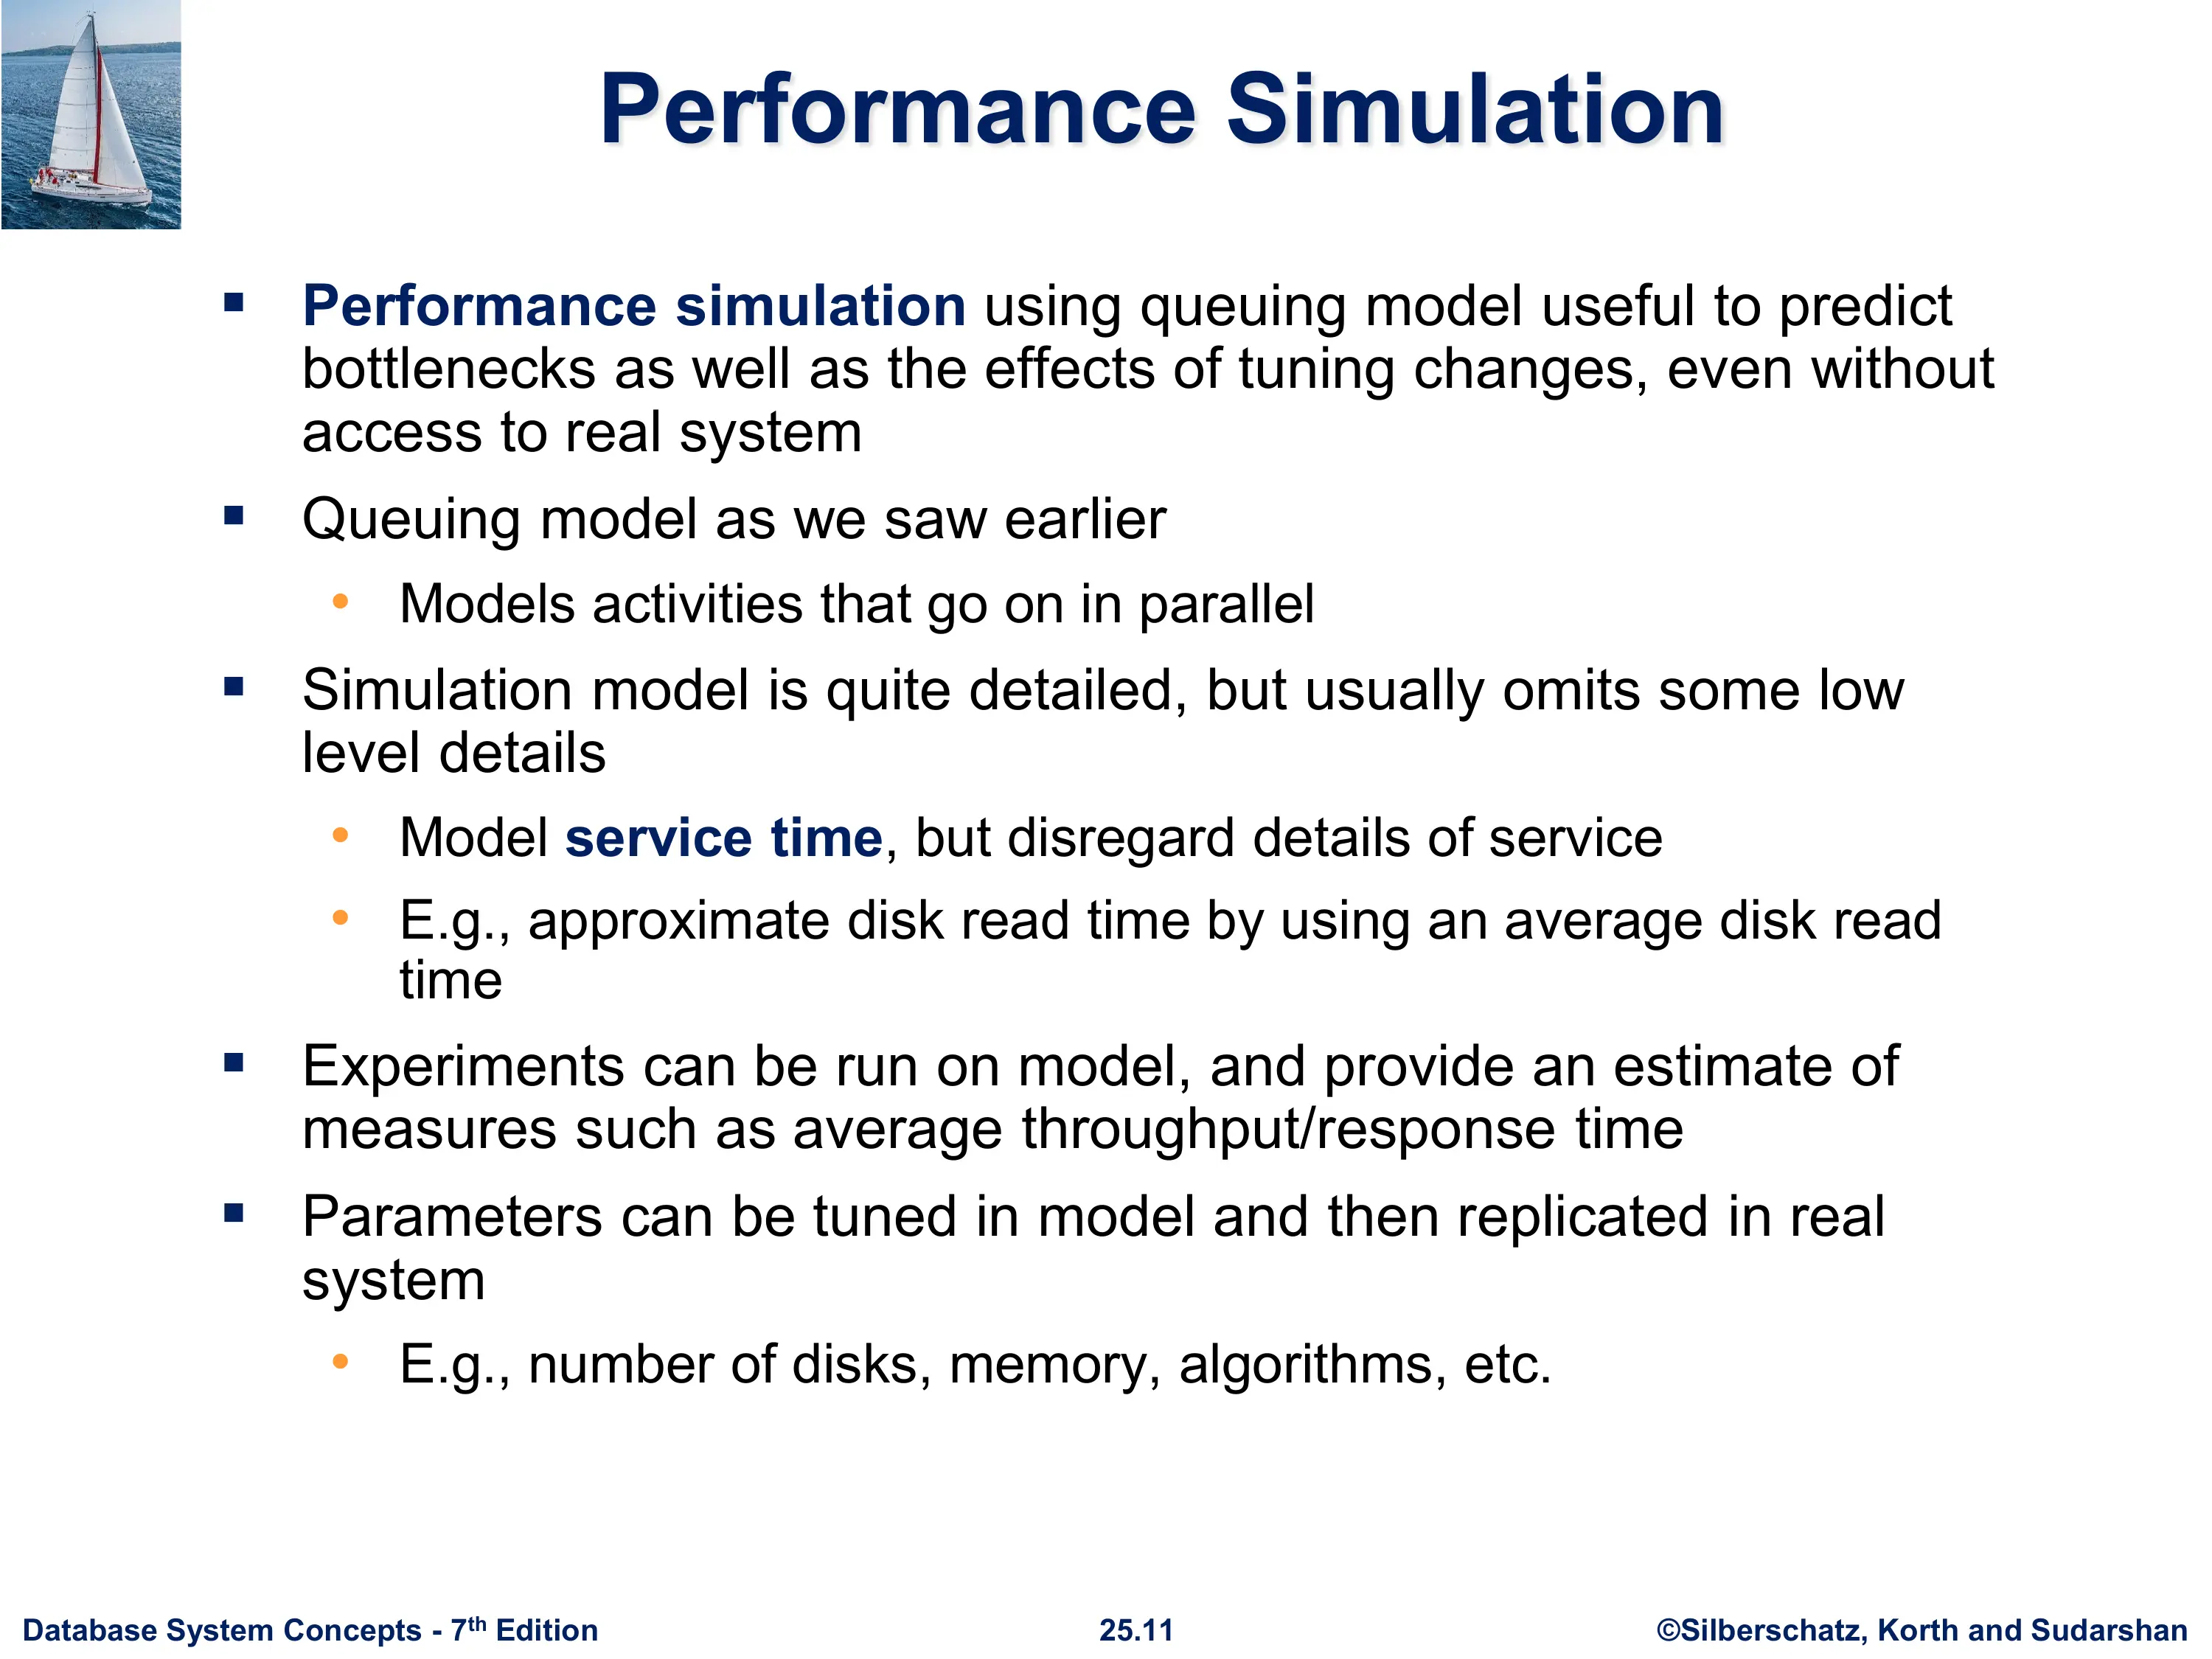 Performance Simulation
▪ Performance simulation using queuing model useful to predict
bottlenecks as well as the effects of tuning changes, even without
access to real system
▪ Queuing model as we saw earlier
• Models activities that go on in parallel
▪ Simulation model is quite detailed, but usually omits some low
level details
• Model service time, but disregard details of service
• E.g., approximate disk read time by using an average disk read
time
▪ Experiments can be run on model, and provide an estimate of
measures such as average throughput/response time
▪ Parameters can be tuned in model and then replicated in real
system
• E.g., number of disks, memory, algorithms, etc.
Database System Concepts - 7th Edition
25.11
©Silberschatz, Korth and Sudarshan